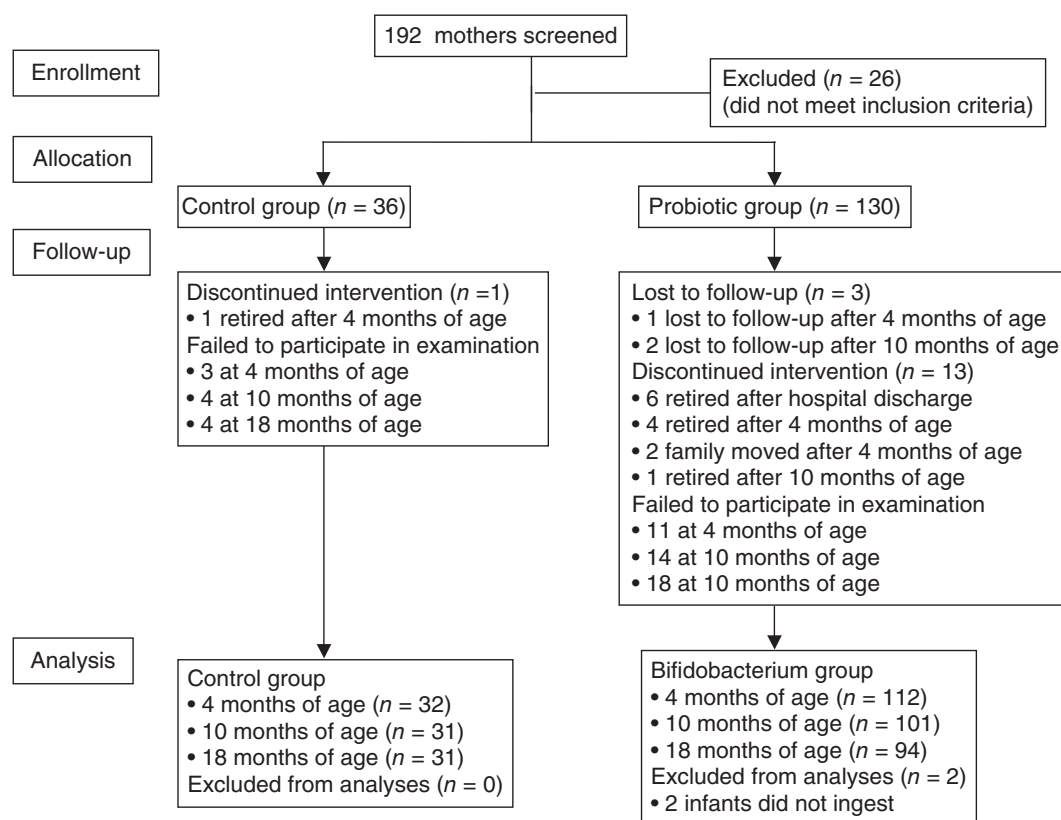 192 mothers screened
Enrollment
Excluded (n = 26)
(did not meet inclusion criteria)
Allocation
Control group (n = 36)
Probiotic group (n = 130)
Follow-up
Discontinued intervention (n =1)
• 1 retired after 4 months of age
Failed to participate in examination
• 3 at 4 months of age
• 4 at 10 months of age
• 4 at 18 months of age
Lost to follow-up (n = 3)
• 1 lost to follow-up after 4 months of age
• 2 lost to follow-up after 10 months of age
Discontinued intervention (n = 13)
• 6 retired after hospital discharge
• 4 retired after 4 months of age
• 2 family moved after 4 months of age
• 1 retired after 10 months of age
Failed to participate in examination
• 11 at 4 months of age
• 14 at 10 months of age
• 18 at 10 months of age
Analysis
Control group
• 4 months of age (n = 32)
• 10 months of age (n = 31)
• 18 months of age (n = 31)
Excluded from analyses (n = 0)
Bifidobacterium group
• 4 months of age (n = 112)
• 10 months of age (n = 101)
• 18 months of age (n = 94)
Excluded from analyses (n = 2)
• 2 infants did not ingest